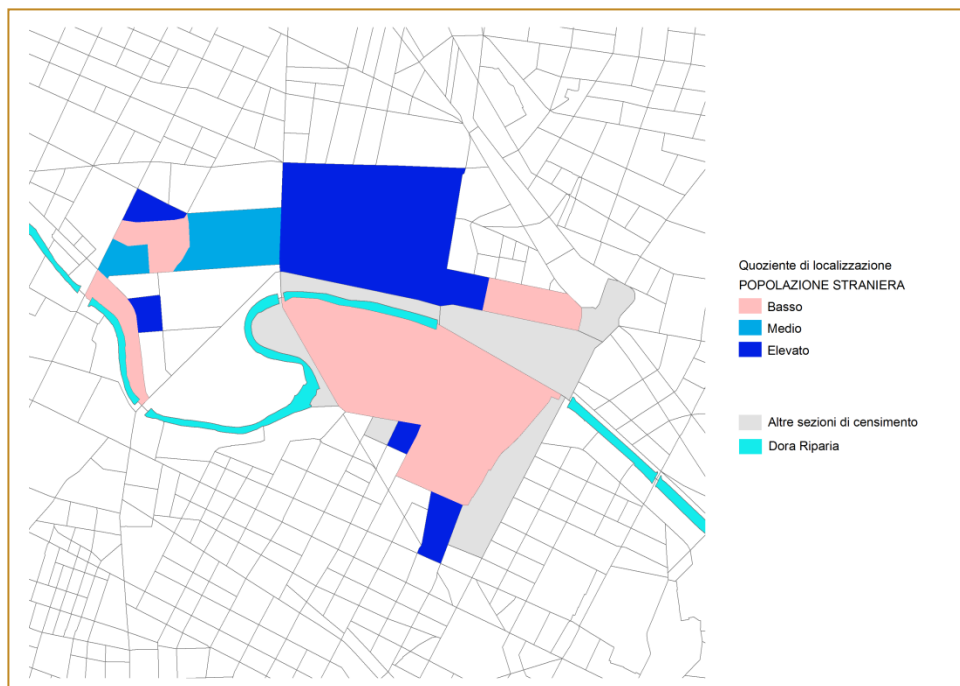 Quoziente di localizzazione
POPOLAZIONE STRANIERA
Basso
Medio
Elevato
Altre sezioni di censimento
Dora Riparia